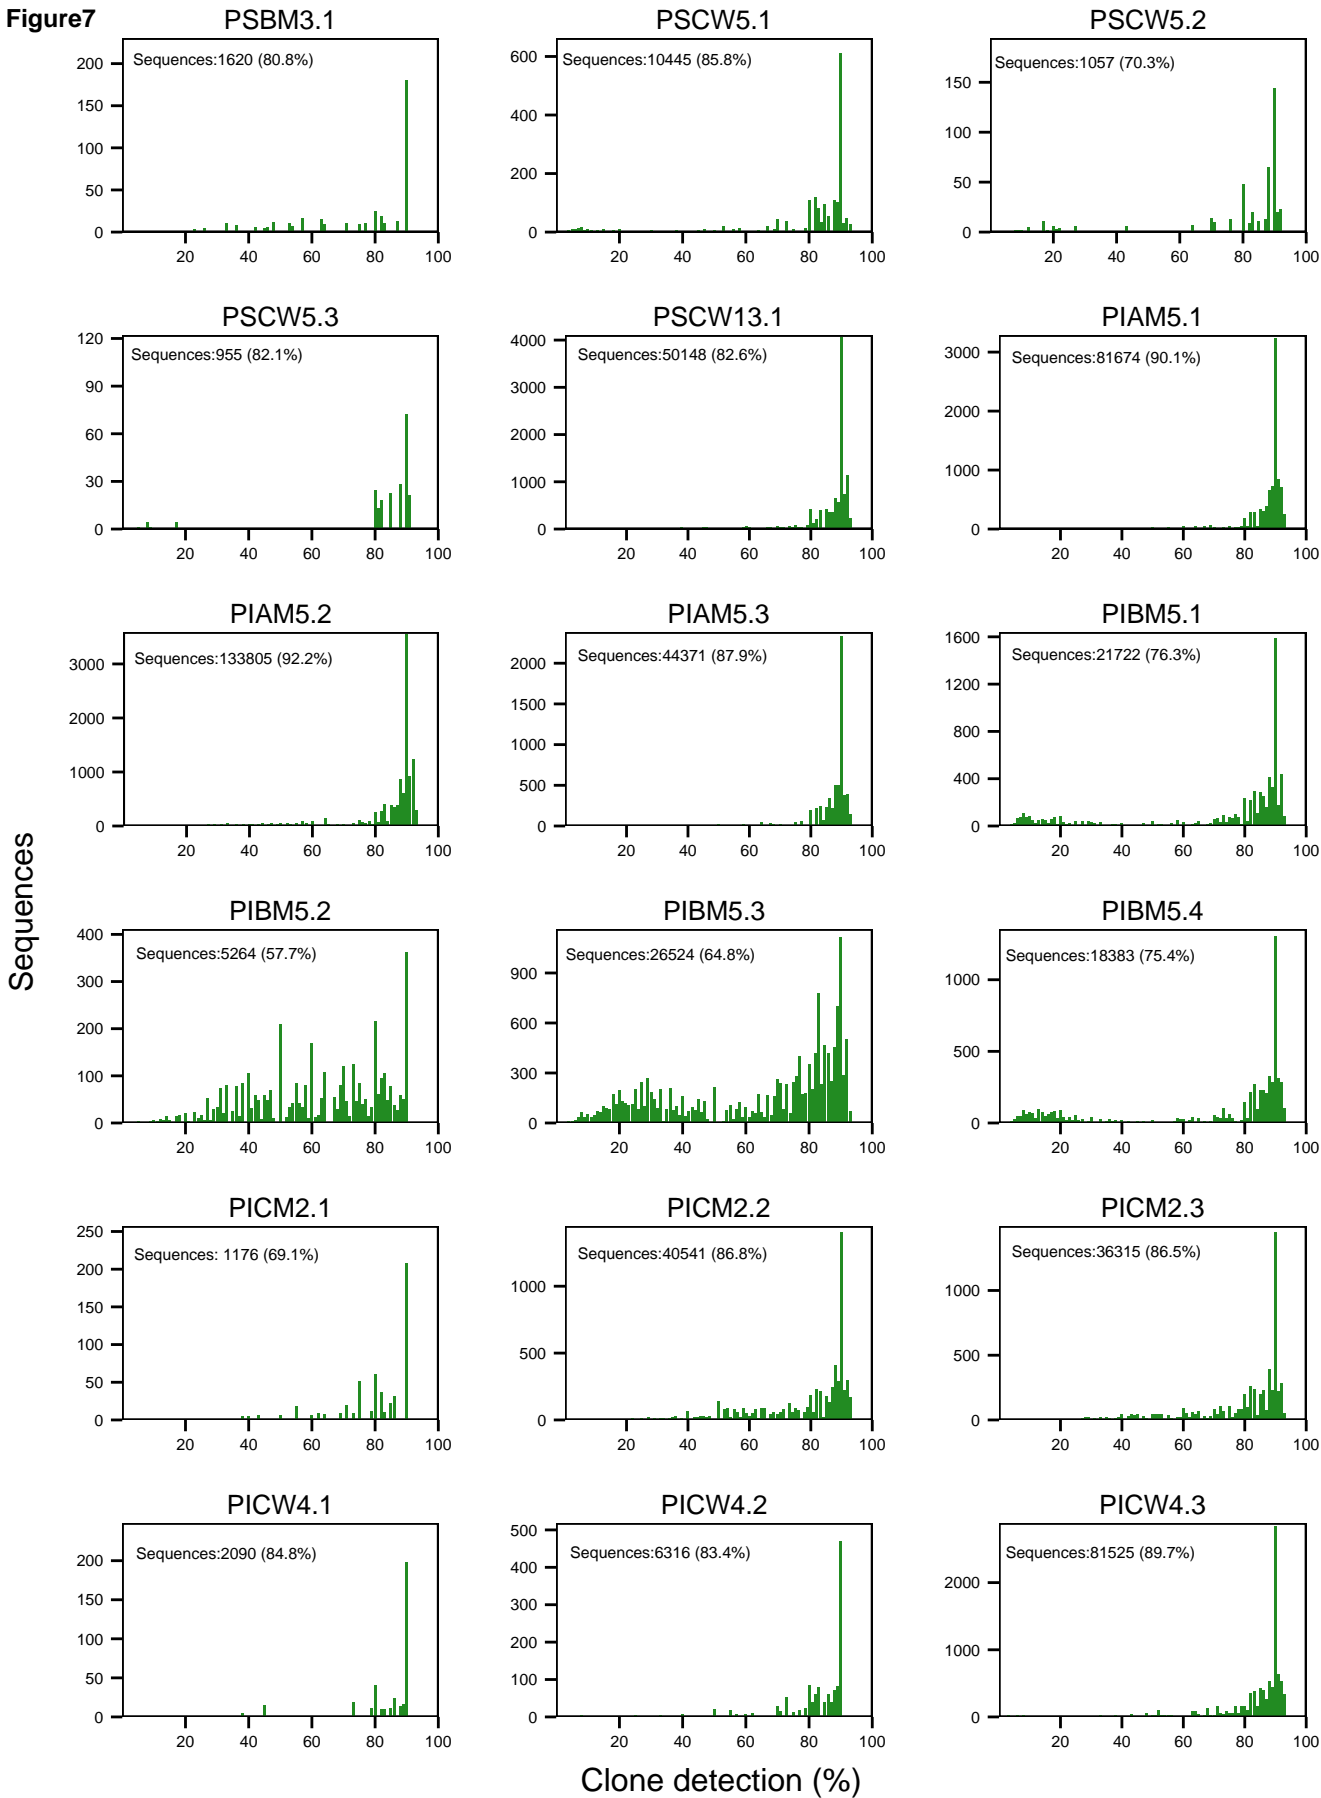 Figure7
PSBM3.1 PSCW5.1 PSCW5.2
Sequences:1620 (80.8%) Sequences:10445 (85.8%) Sequences:1057 (70.3%)
200 150 100 50 0
600 400 200 0
150 100 50 0
20 40 60 80 100 20 40 60 80 100 20 40 60 80 100
PSCW5.3 PSCW13.1 PIAM5.1
Sequences:955 (82.1%) Sequences:50148 (82.6%) Sequences:81674 (90.1%)
120 90 60 30 0
4000 3000 2000 1000 0
3000 2000 1000 0
20 40 60 80 100 20 40 60 80 100 20 40 60 80 100
PIAM5.2 PIAM5.3 PIBM5.1
Sequences:133805 (92.2%) Sequences:44371 (87.9%) Sequences:21722 (76.3%)
3000 2000 1000 0
2000 1500 1000 500 0
1600 1200 800 400 0
20 40 60 80 100 20 40 60 80 100 20 40 60 80 100
Sequences
PIBM5.2 PIBM5.3 PIBM5.4
Sequences:5264 (57.7%) Sequences:26524 (64.8%) Sequences:18383 (75.4%)
400 300 200 100 0
900 600 300 0
1000 500 0
20 40 60 80 100 20 40 60 80 100 20 40 60 80 100
PICM2.1 PICM2.2 PICM2.3
Sequences: 1176 (69.1%) Sequences:40541 (86.8%) Sequences:36315 (86.5%)
250 200 150 100 50 0
1000 500 0
1000 500 0
20 40 60 80 100 20 40 60 80 100 20 40 60 80 100
PICW4.1 PICW4.2 PICW4.3
Sequences:2090 (84.8%) Sequences:6316 (83.4%) Sequences:81525 (89.7%)
200 150 100 50 0
500 400 300 200 100 0
2000 1000 0
20 40 60 80 100 20 40 60 80 100 20 40 60 80 100
Clone detection (%)